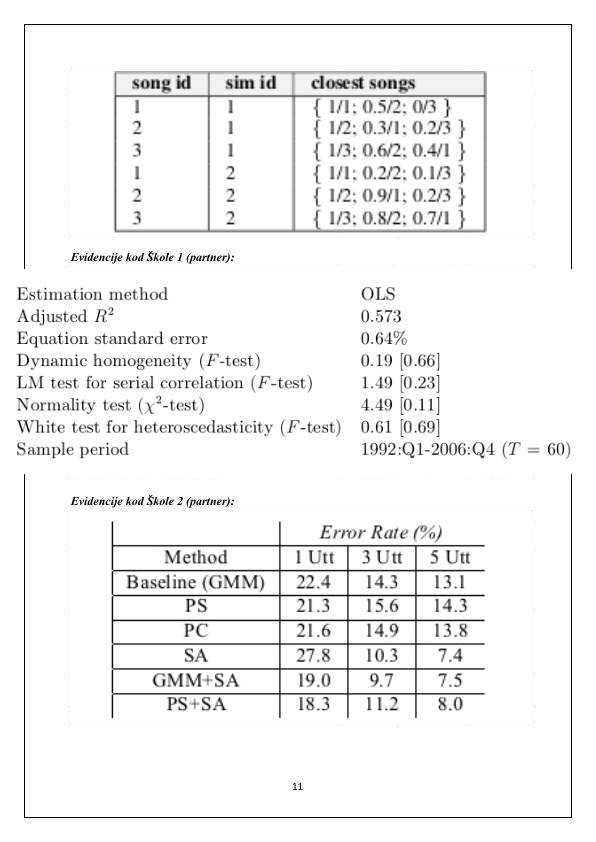 song id sim id closest songs
1 1 { 1/1; 0.5/2; 0/3 }
2 1 { 1/2; 0.3/1; 0.2/3 }
3 1 { 1/3; 0.6/2; 0.4/1 }
1 2 { 1/1; 0.2/2; 0.1/3 }
2 2 { 1/2; 0.9/1; 0.2/3 }
3 2 { 1/3; 0.8/2; 0.7/1 }
Evidencije kod Škole 1 (partner):
Estimation method OLS
Adjusted R² 0.573
Equation standard error 0.64%
Dynamic homogeneity (F-test) 0.19 [0.66]
LM test for serial correlation (F-test) 1.49 [0.23]
Normality test (χ²-test) 4.49 [0.11]
White test for heteroscedasticity (F-test) 0.61 [0.69]
Sample period 1992:Q1-2006:Q4 (T = 60)
Evidencije kod Škole 2 (partner):
Error Rate (%)
Method 1 Utt 3 Utt 5 Utt
Baseline (GMM) 22.4 14.3 13.1
PS 21.3 15.6 14.3
PC 21.6 14.9 13.8
SA 27.8 10.3 7.4
GMM+SA 19.0 9.7 7.5
PS+SA 18.3 11.2 8.0
11